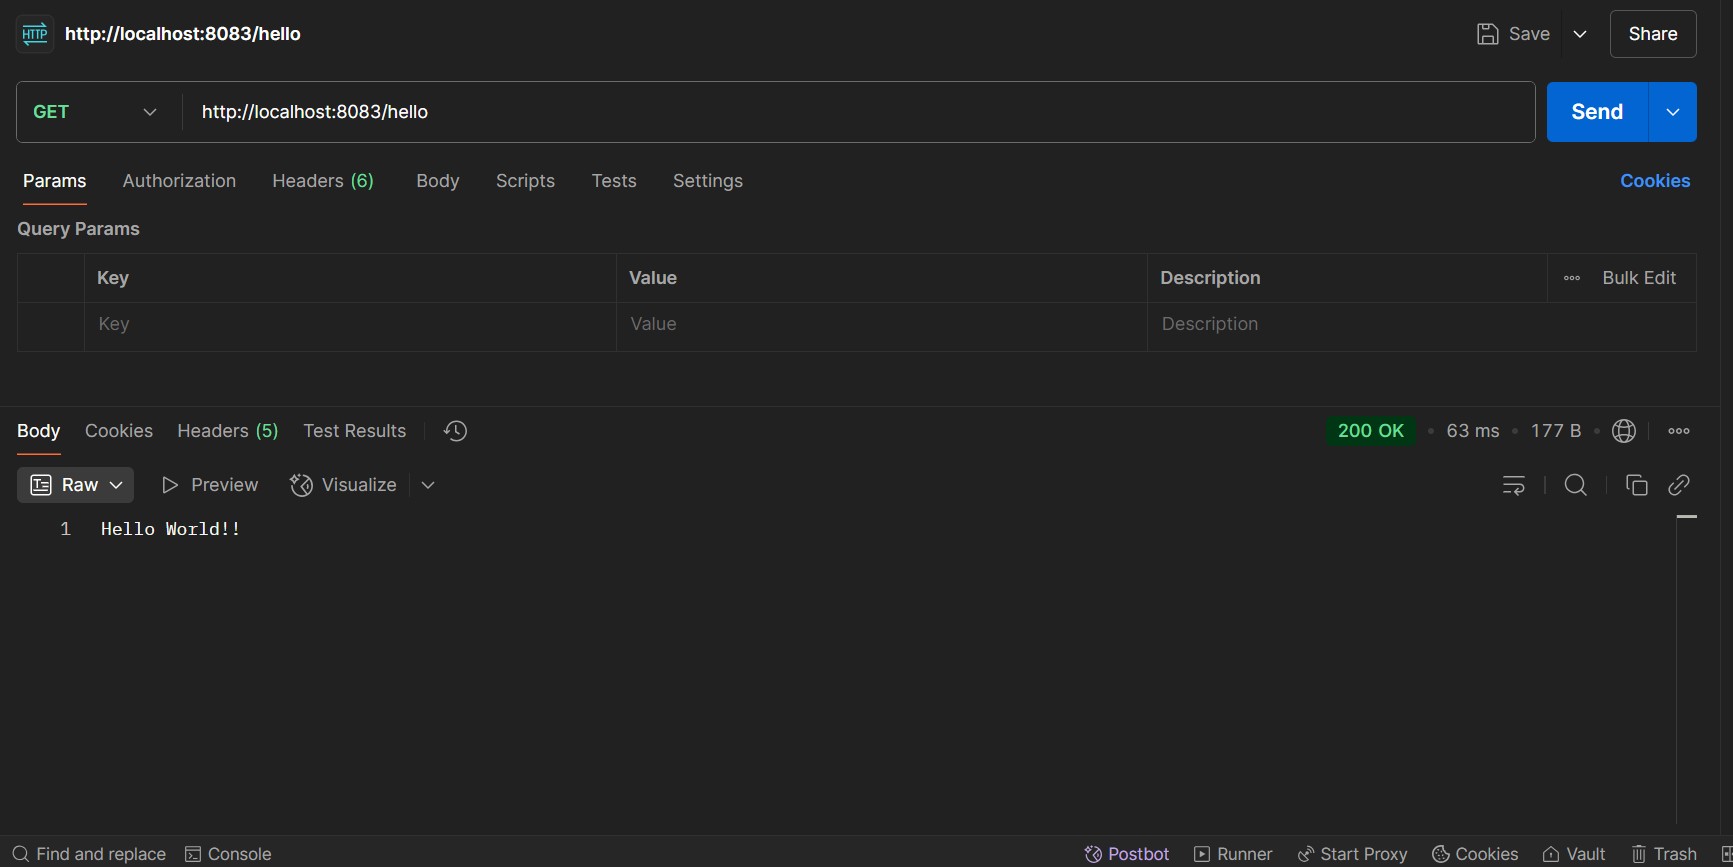 HTTP http://localhost:8083/hello Save Share
GET http://localhost:8083/hello Send
Params Authorization Headers (6) Body Scripts Tests Settings Cookies
Query Params
Key Value Description Bulk Edit
Key Value Description
Body Cookies Headers (5) Test Results 200 OK • 63 ms • 177 B •
Raw Preview Visualize
1 Hello World!!
Find and replace Console Postbot Runner Start Proxy Cookies Vault Trash